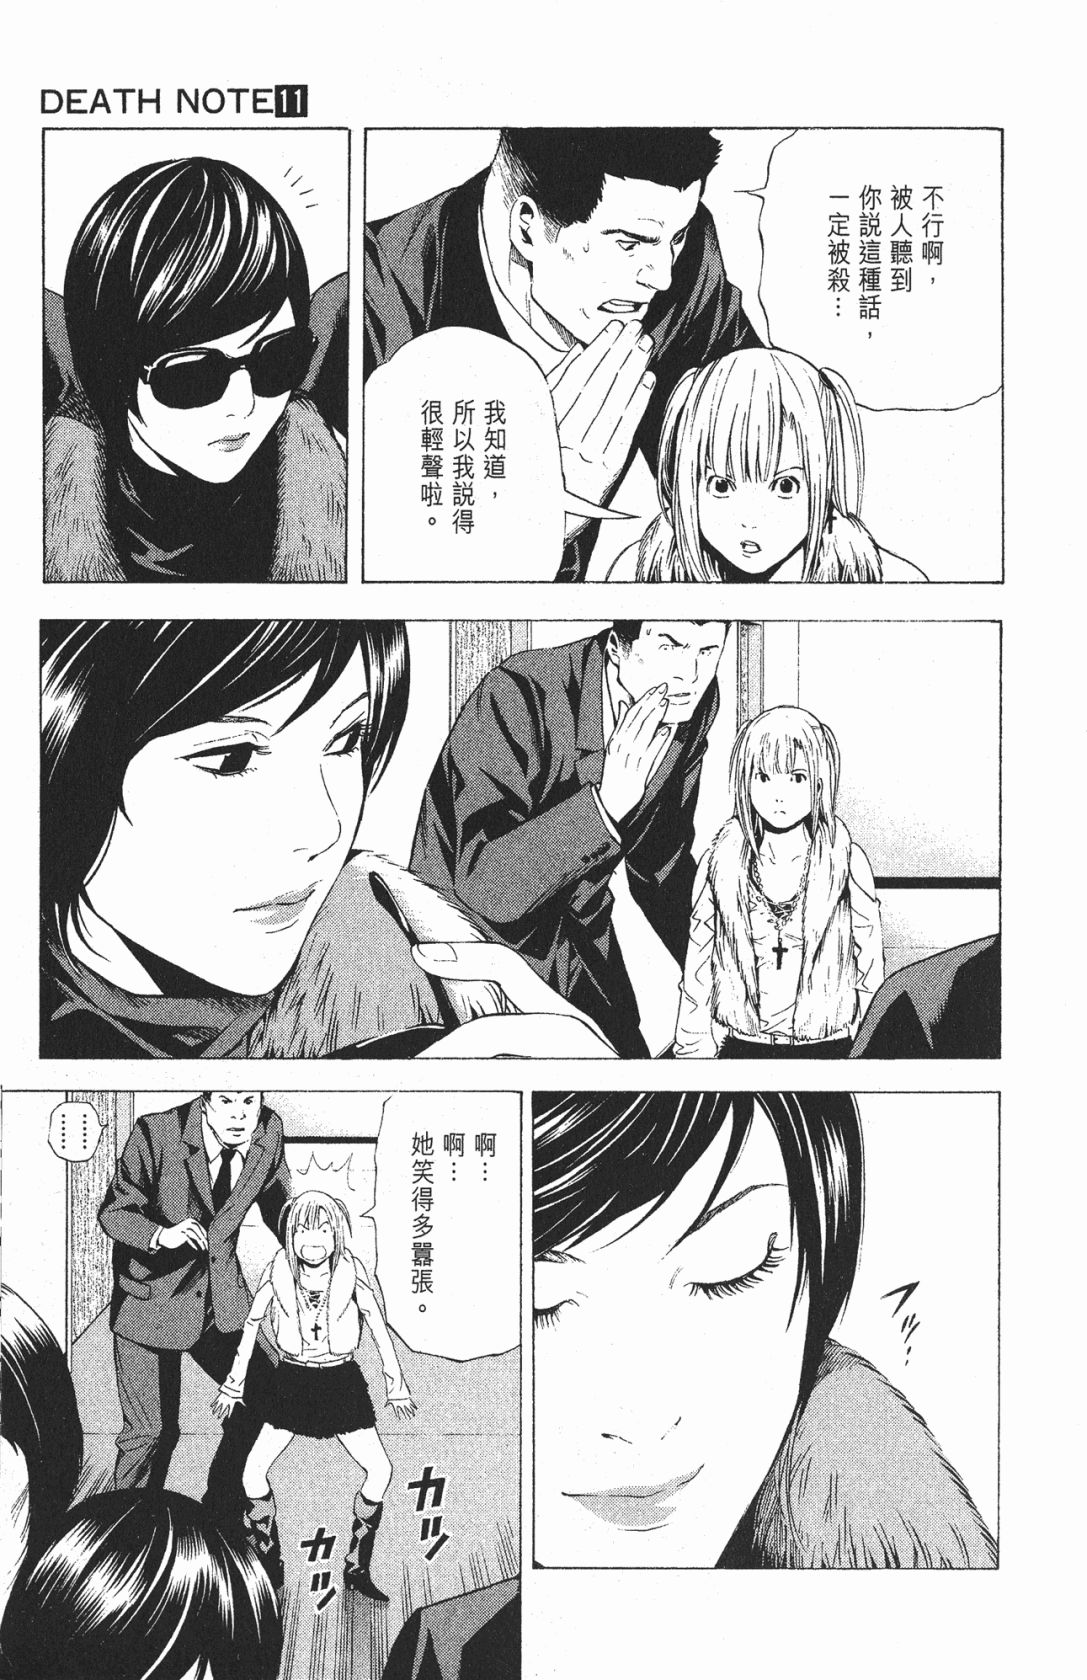 DEATH NOTE 11
不行啊，
被人聽到
你說這種話，
一定被殺…
我知道，
所以我說得
很輕聲啦。
啊…
啊…
她笑得多囂張。
カッ
カッ
……
……